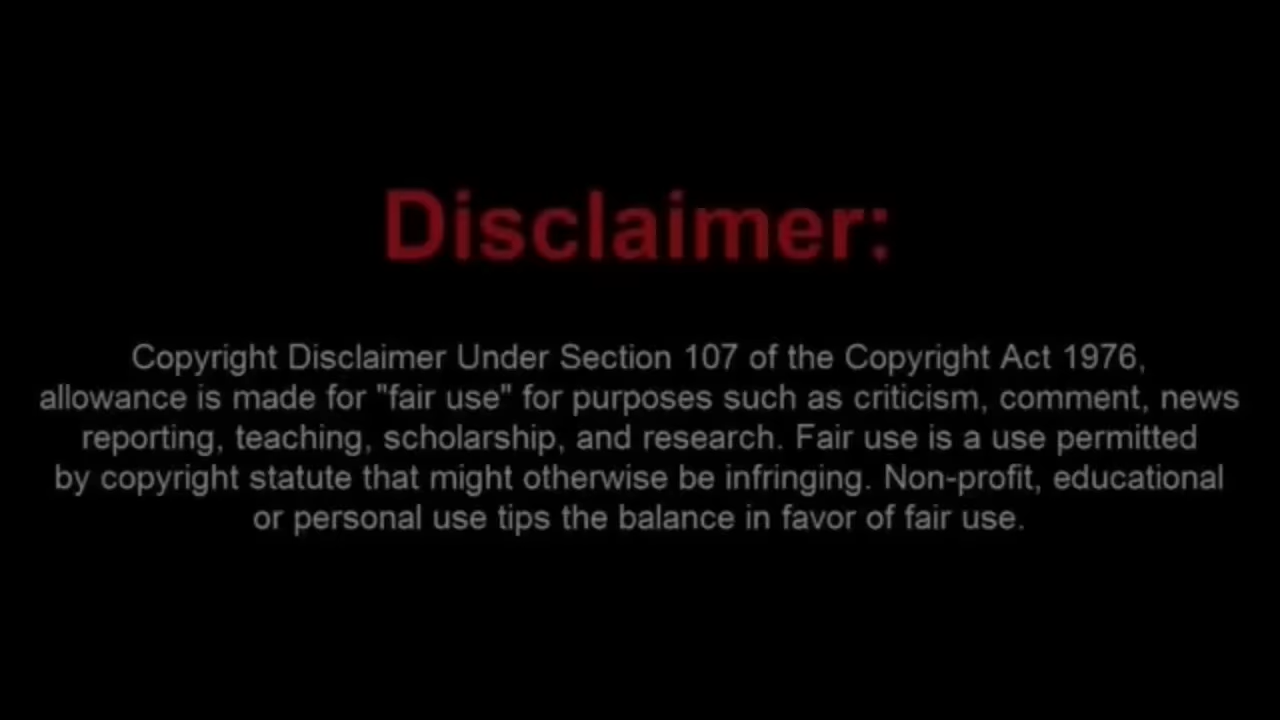 Disclaimer:
Copyright Disclaimer Under Section 107 of the Copyright Act 1976,
allowance is made for "fair use" for purposes such as criticism, comment, news
reporting, teaching, scholarship, and research. Fair use is a use permitted
by copyright statute that might otherwise be infringing. Non-profit, educational
or personal use tips the balance in favor of fair use.